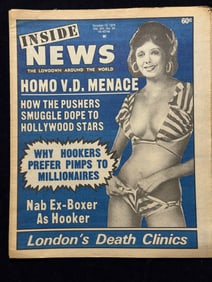 60¢
INSIDE
NEWS
THE LOWDOWN AROUND THE WORLD
HOMO V.D. MENACE
HOW THE PUSHERS
SMUGGLE DOPE TO
HOLLYWOOD STARS
WHY HOOKERS
PREFER PIMPS TO
MILLIONAIRES
Nab Ex-Boxer
As Hooker
London's Death Clinics